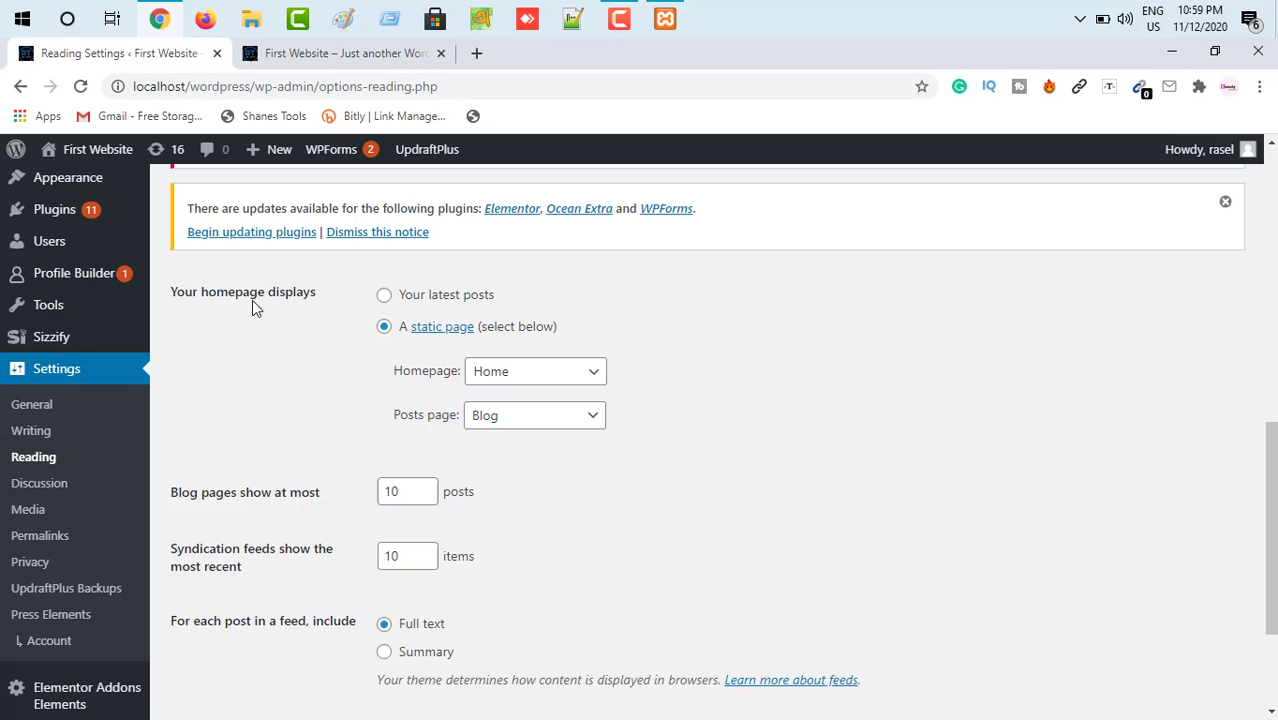 ENG
US
10:59 PM
11/12/2020
6
Reading Settings ‹ First Website -
First Website – Just another Wor
localhost/wordpress/wp-admin/options-reading.php
0
Apps
Gmail - Free Storag...
Shanes Tools
Bitly | Link Manage...
First Website
16
0
New
WPForms 2
UpdraftPlus
Howdy, rasel
Appearance
Plugins 11
Users
Profile Builder 1
Tools
Sizzify
Settings
General
Writing
Reading
Discussion
Media
Permalinks
Privacy
UpdraftPlus Backups
Press Elements
↳ Account
Elementor Addons
Elements
There are updates available for the following plugins: Elementor, Ocean Extra and WPForms.
Begin updating plugins | Dismiss this notice
Your homepage displays
Your latest posts
A static page (select below)
Homepage: Home
Posts page: Blog
Blog pages show at most
10 posts
Syndication feeds show the
most recent
10 items
For each post in a feed, include
Full text
Summary
Your theme determines how content is displayed in browsers. Learn more about feeds.